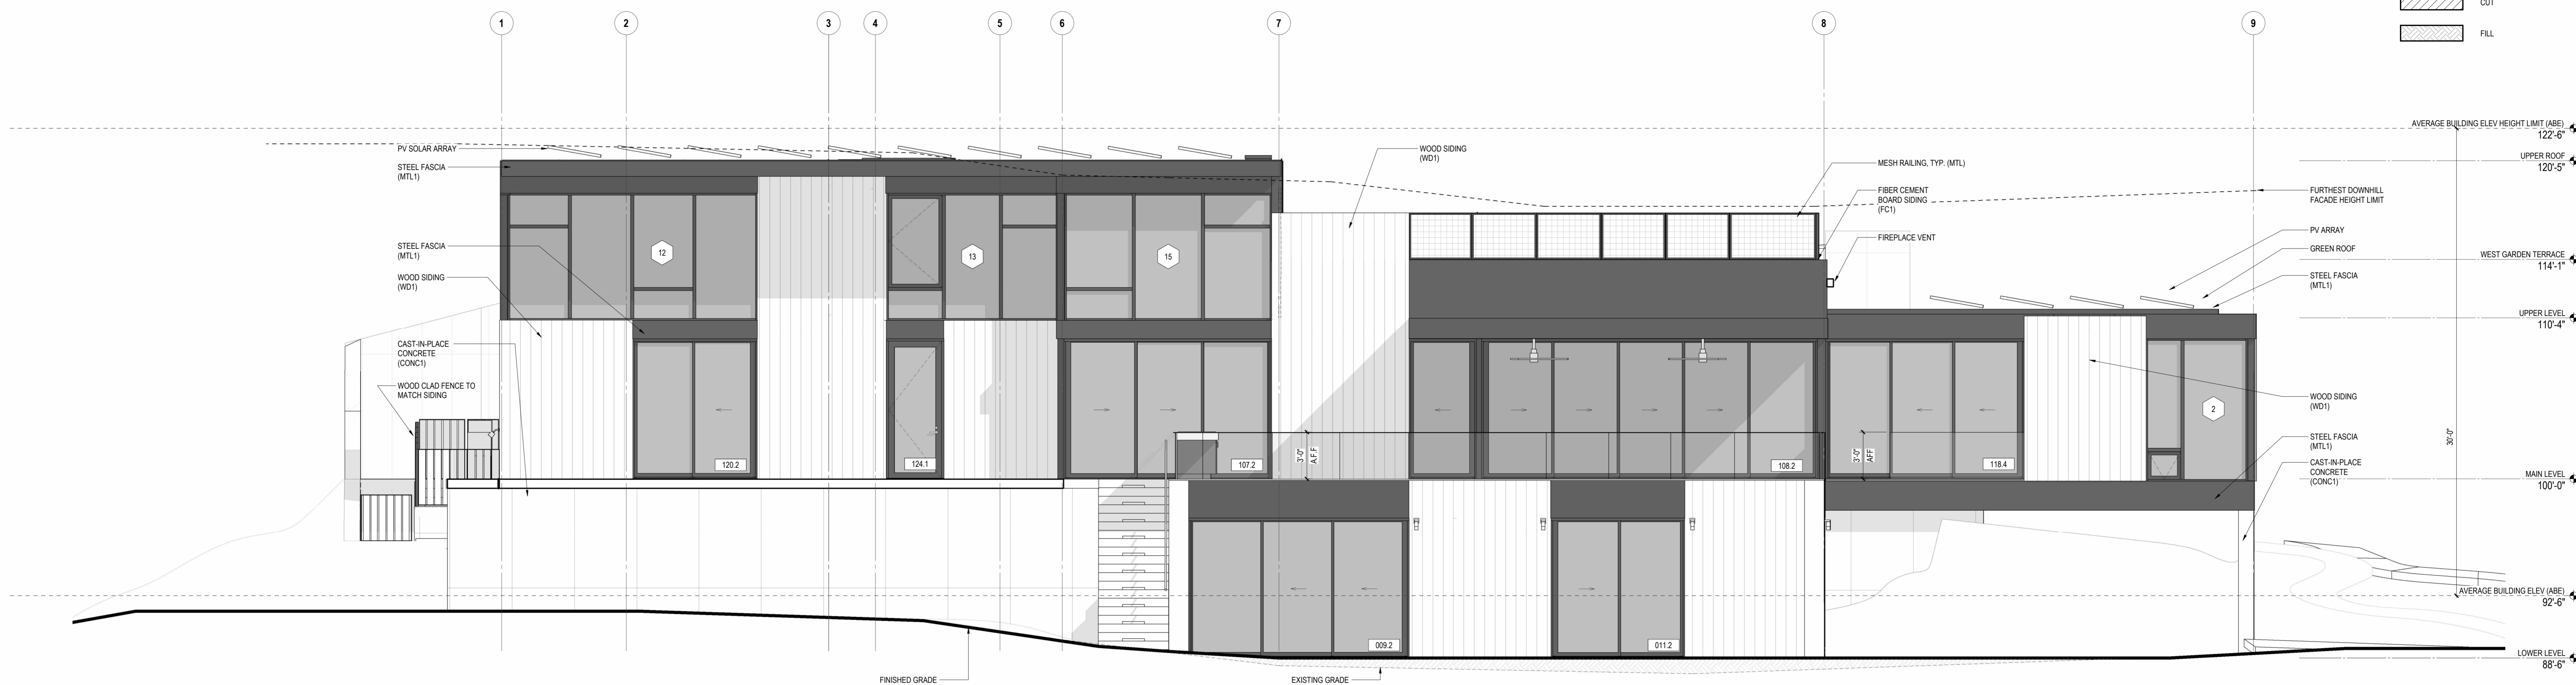 CUT
FILL
1
2
3
4
5
6
7
8
9
AVERAGE BUILDING ELEV HEIGHT LIMIT (ABE)
122'-6"
UPPER ROOF
120'-5"
FURTHEST DOWNHILL
FACADE HEIGHT LIMIT
PV ARRAY
GREEN ROOF
WEST GARDEN TERRACE
114'-1"
STEEL FASCIA
(MTL1)
UPPER LEVEL
110'-4"
WOOD SIDING
(WD1)
STEEL FASCIA
(MTL1)
CAST-IN-PLACE
CONCRETE
(CONC1)
30'-0"
MAIN LEVEL
100'-0"
AVERAGE BUILDING ELEV (ABE)
92'-6"
LOWER LEVEL
88'-6"
PV SOLAR ARRAY
STEEL FASCIA
(MTL1)
STEEL FASCIA
(MTL1)
WOOD SIDING
(WD1)
CAST-IN-PLACE
CONCRETE
(CONC1)
WOOD CLAD FENCE TO
MATCH SIDING
WOOD SIDING
(WD1)
MESH RAILING, TYP. (MTL)
FIBER CEMENT
BOARD SIDING
(FC1)
FIREPLACE VENT
12
13
15
2
120.2
124.1
107.2
3'-0"
A.F.F
108.2
3'-0"
AFF
118.4
009.2
011.2
FINISHED GRADE
EXISTING GRADE